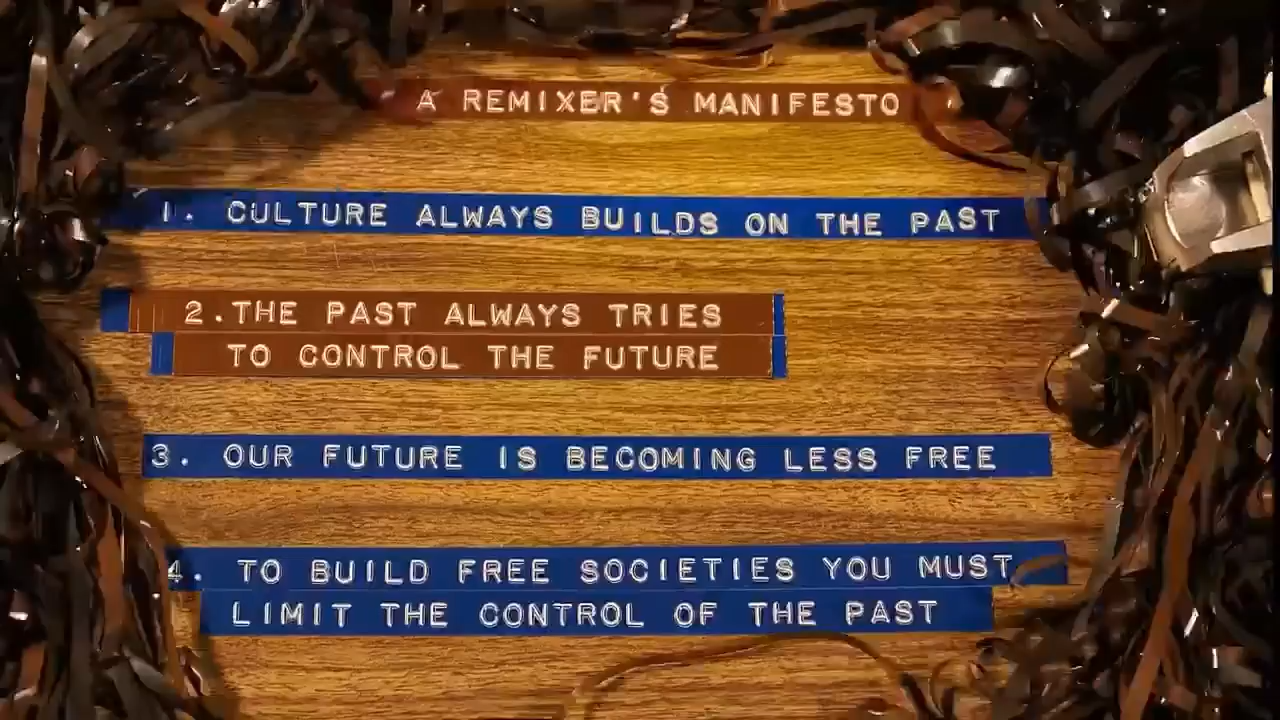 A REMIXER'S MANIFESTO
1. CULTURE ALWAYS BUILDS ON THE PAST
2.THE PAST ALWAYS TRIES
TO CONTROL THE FUTURE
3. OUR FUTURE IS BECOMING LESS FREE
4. TO BUILD FREE SOCIETIES YOU MUST
LIMIT THE CONTROL OF THE PAST